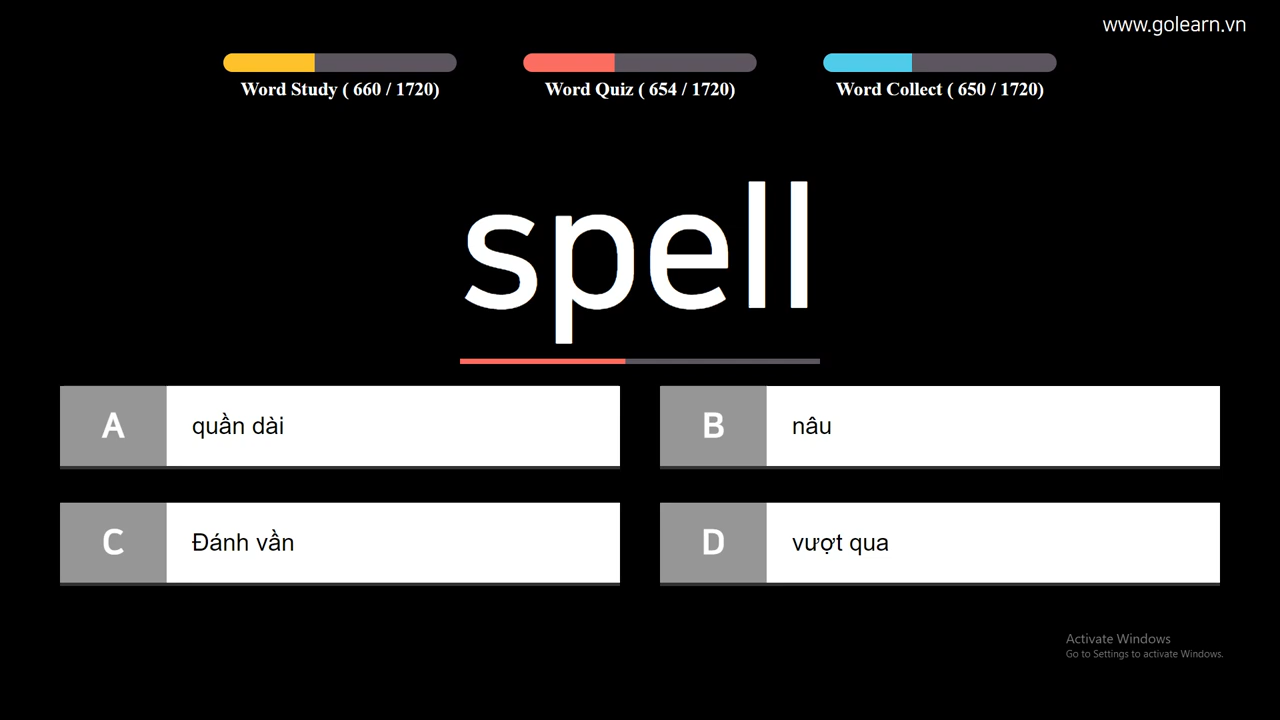 www.golearn.vn
Word Study ( 660 / 1720)
Word Quiz ( 654 / 1720)
Word Collect ( 650 / 1720)
spell
A quần dài
B nâu
C Đánh vần
D vượt qua
Activate Windows
Go to Settings to activate Windows.